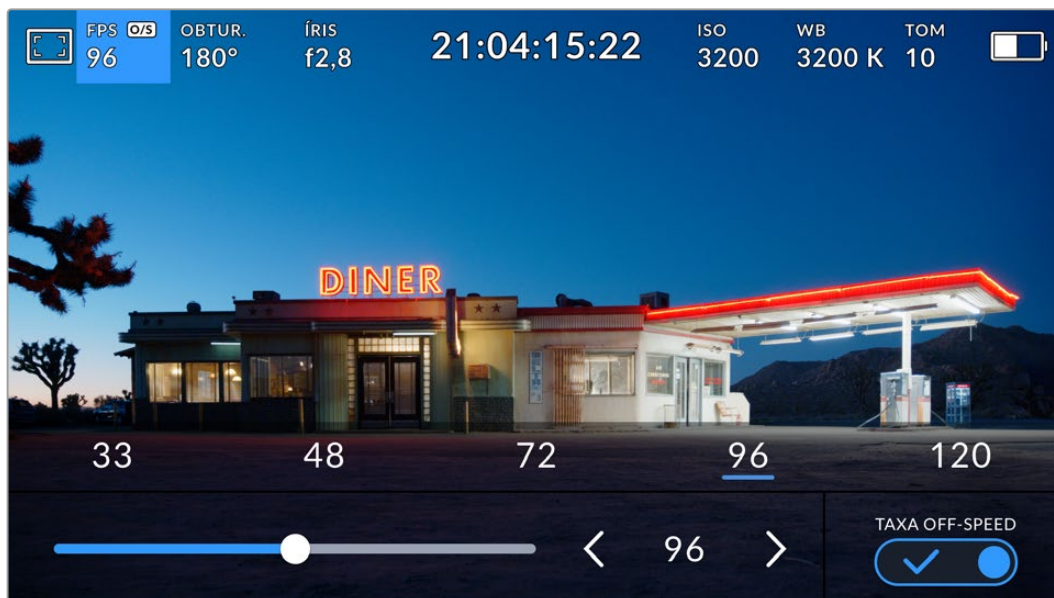 FPS O/S
96
OBTUR.
180°
ÍRIS
f2,8
21:04:15:22
ISO
3200
WB
3200 K
TOM
10
DINER
33 48 72 96 120
96
TAXA OFF-SPEED